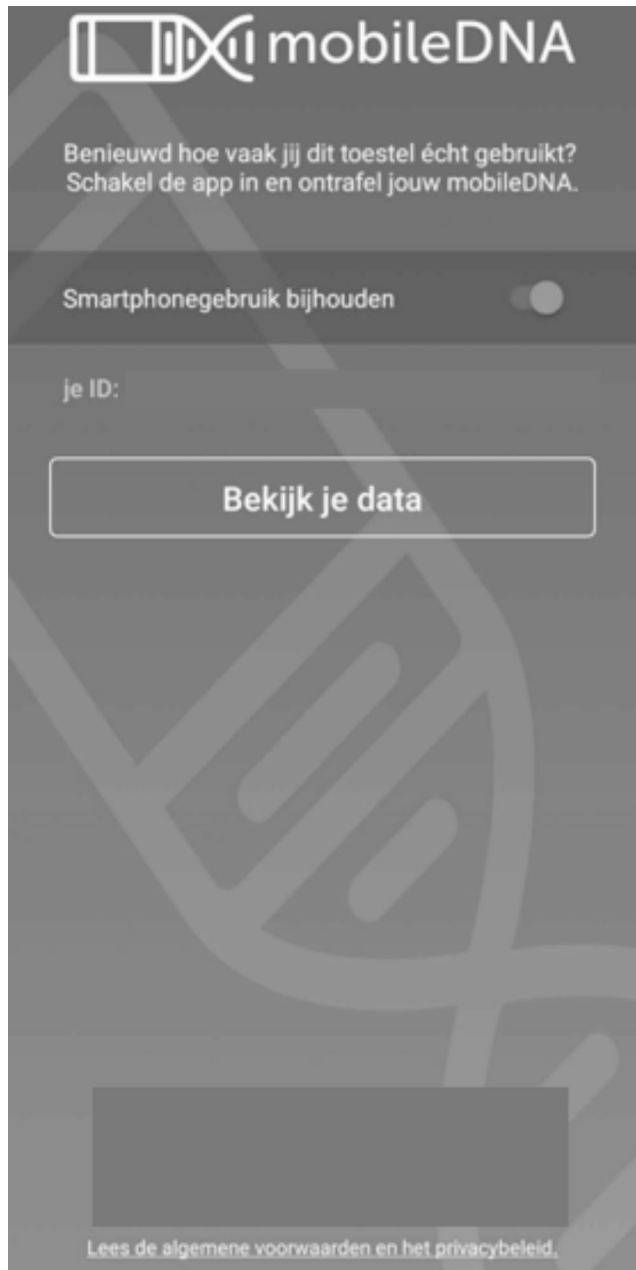 mobileDNA
Benieuwd hoe vaak jij dit toestel écht gebruikt?
Schakel de app in en ontrafel jouw mobileDNA.
Smartphonegebruik bijhouden
je ID:
Bekijk je data
Lees de algemene voorwaarden en het privacybeleid.